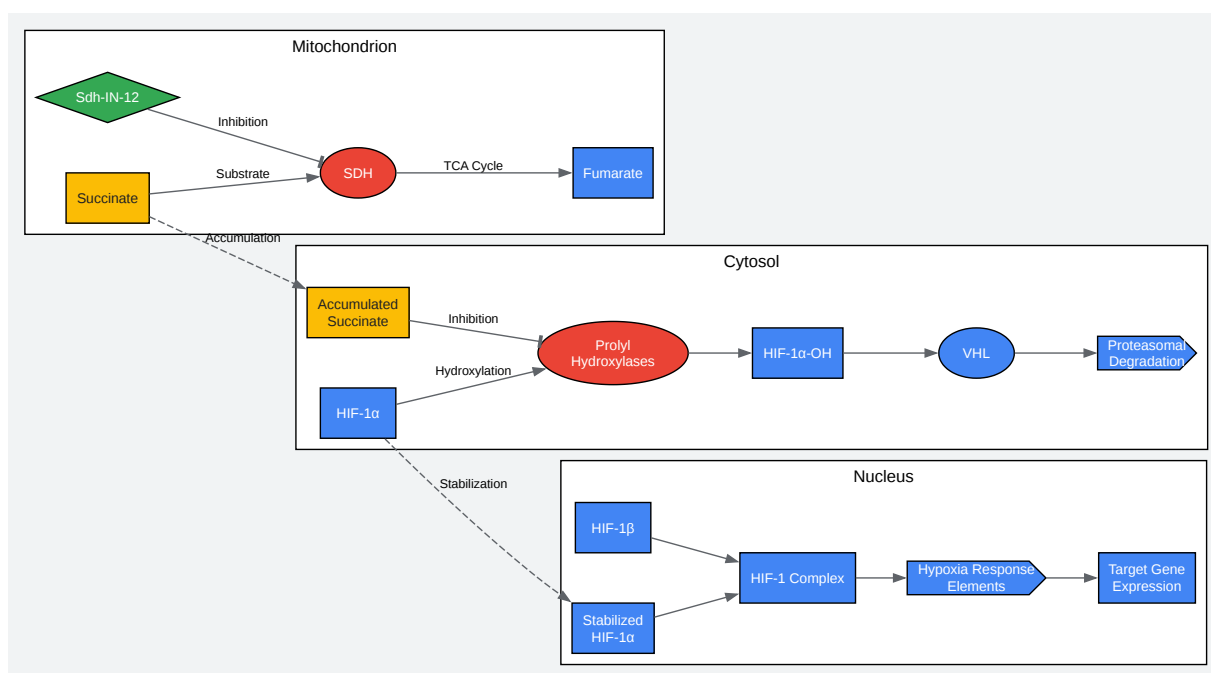 Mitochondrion
Sdh-IN-12
Inhibition
SDH
TCA Cycle
Fumarate
Substrate
Succinate
Accumulation
Cytosol
Accumulated
Succinate
Inhibition
Prolyl
Hydroxylases
HIF-1α-OH
VHL
Proteasomal
Degradation
Hydroxylation
HIF-1α
Stabilization
Nucleus
HIF-1β
HIF-1 Complex
Hypoxia Response
Elements
Target Gene
Expression
Stabilized
HIF-1α